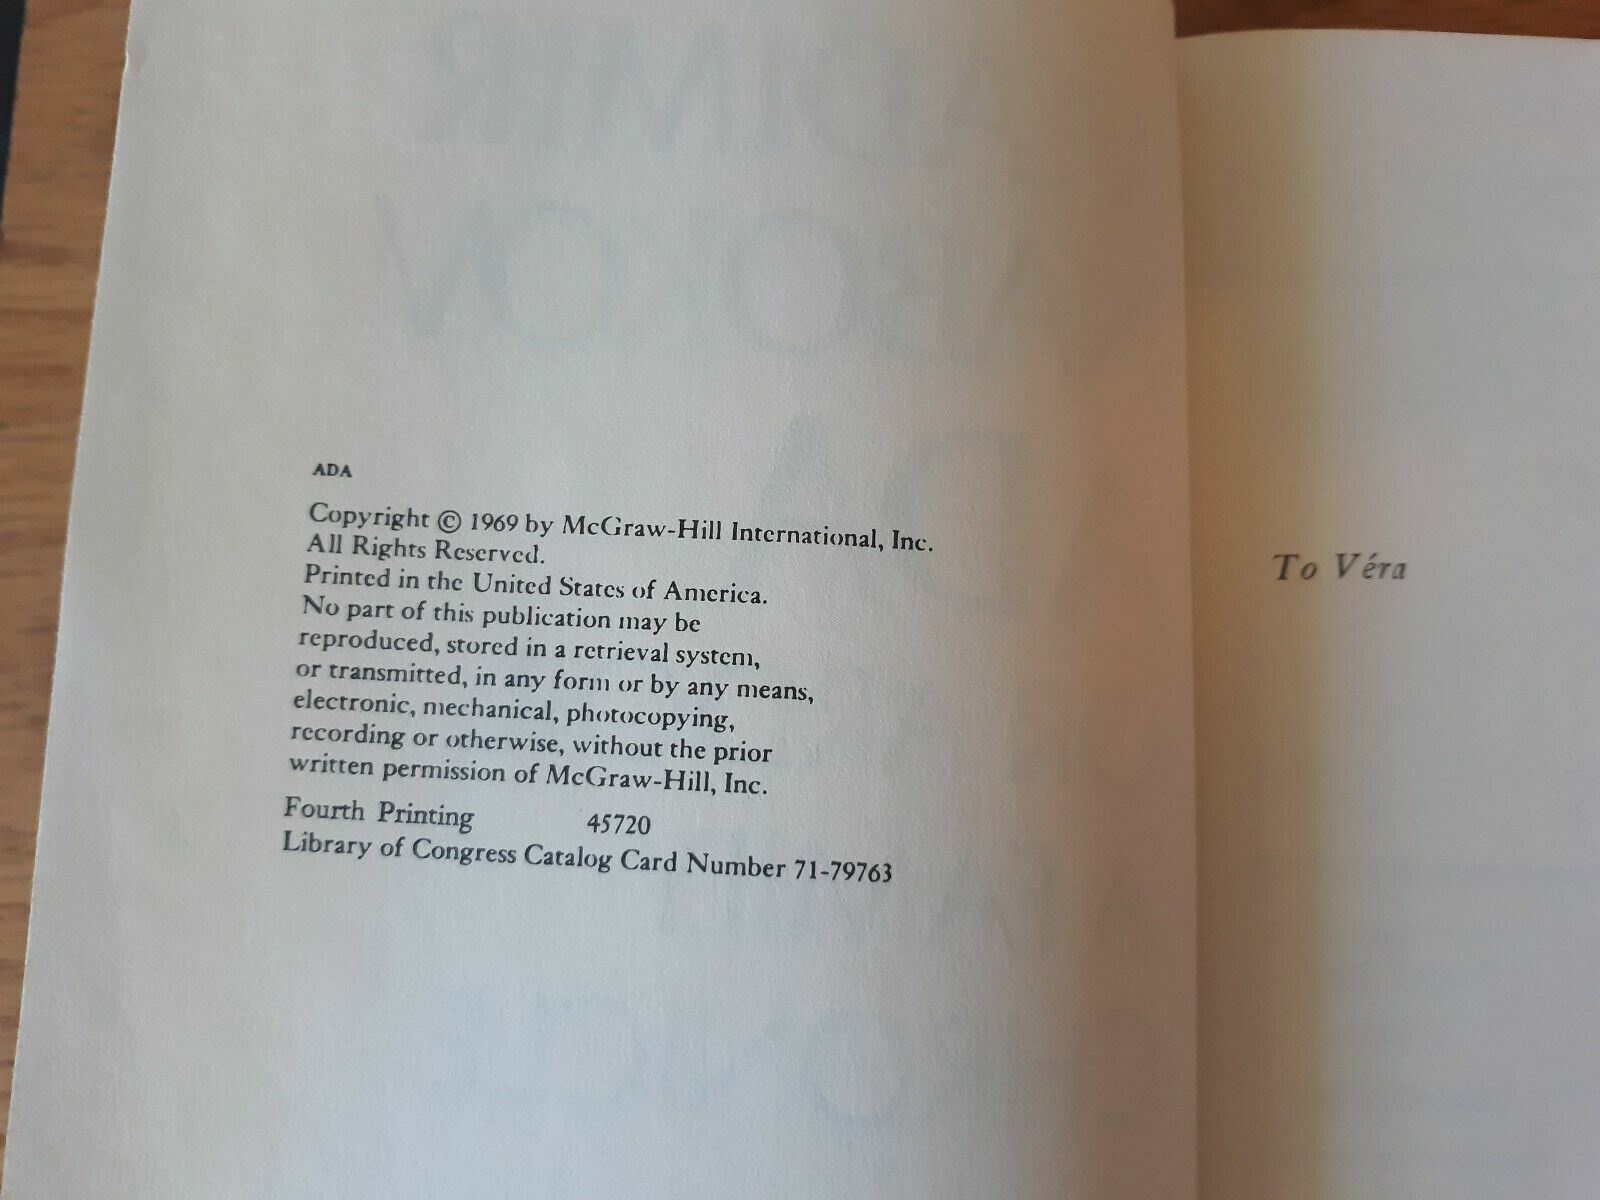 ADA
Copyright © 1969 by McGraw-Hill International, Inc.
All Rights Reserved.
Printed in the United States of America.
No part of this publication may be
reproduced, stored in a retrieval system,
or transmitted, in any form or by any means,
electronic, mechanical, photocopying,
recording or otherwise, without the prior
written permission of McGraw-Hill, Inc.
Fourth Printing 45720
Library of Congress Catalog Card Number 71-79763
To Véra